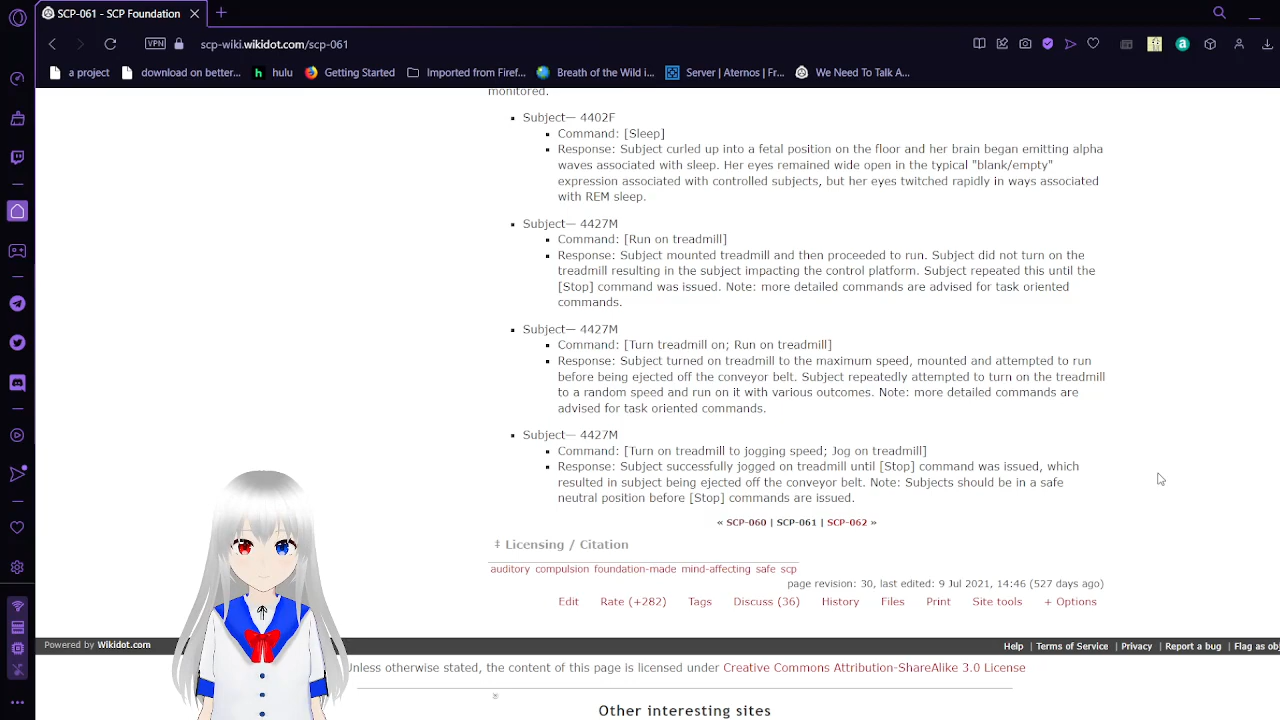 SCP-061 - SCP Foundation
VPN
scp-wiki.wikidot.com/scp-061
a project
download on better...
hulu
Getting Started
Imported from Firef...
Breath of the Wild i...
Server | Aternos | Fr...
We Need To Talk A...
monitored.
Subject— 4402F
Command: [Sleep]
Response: Subject curled up into a fetal position on the floor and her brain began emitting alpha
waves associated with sleep. Her eyes remained wide open in the typical "blank/empty"
expression associated with controlled subjects, but her eyes twitched rapidly in ways associated
with REM sleep.
Subject— 4427M
Command: [Run on treadmill]
Response: Subject mounted treadmill and then proceeded to run. Subject did not turn on the
treadmill resulting in the subject impacting the control platform. Subject repeated this until the
[Stop] command was issued. Note: more detailed commands are advised for task oriented
commands.
Subject— 4427M
Command: [Turn treadmill on; Run on treadmill]
Response: Subject turned on treadmill to the maximum speed, mounted and attempted to run
before being ejected off the conveyor belt. Subject repeatedly attempted to turn on the treadmill
to a random speed and run on it with various outcomes. Note: more detailed commands are
advised for task oriented commands.
Subject— 4427M
Command: [Turn on treadmill to jogging speed; Jog on treadmill]
Response: Subject successfully jogged on treadmill until [Stop] command was issued, which
resulted in subject being ejected off the conveyor belt. Note: Subjects should be in a safe
neutral position before [Stop] commands are issued.
« SCP-060 | SCP-061 | SCP-062 »
‡ Licensing / Citation
auditory compulsion foundation-made mind-affecting safe scp
page revision: 30, last edited: 9 Jul 2021, 14:46 (527 days ago)
Edit Rate (+282) Tags Discuss (36) History Files Print Site tools + Options
Powered by Wikidot.com
Help | Terms of Service | Privacy | Report a bug | Flag as obj
Unless otherwise stated, the content of this page is licensed under Creative Commons Attribution-ShareAlike 3.0 License
Other interesting sites